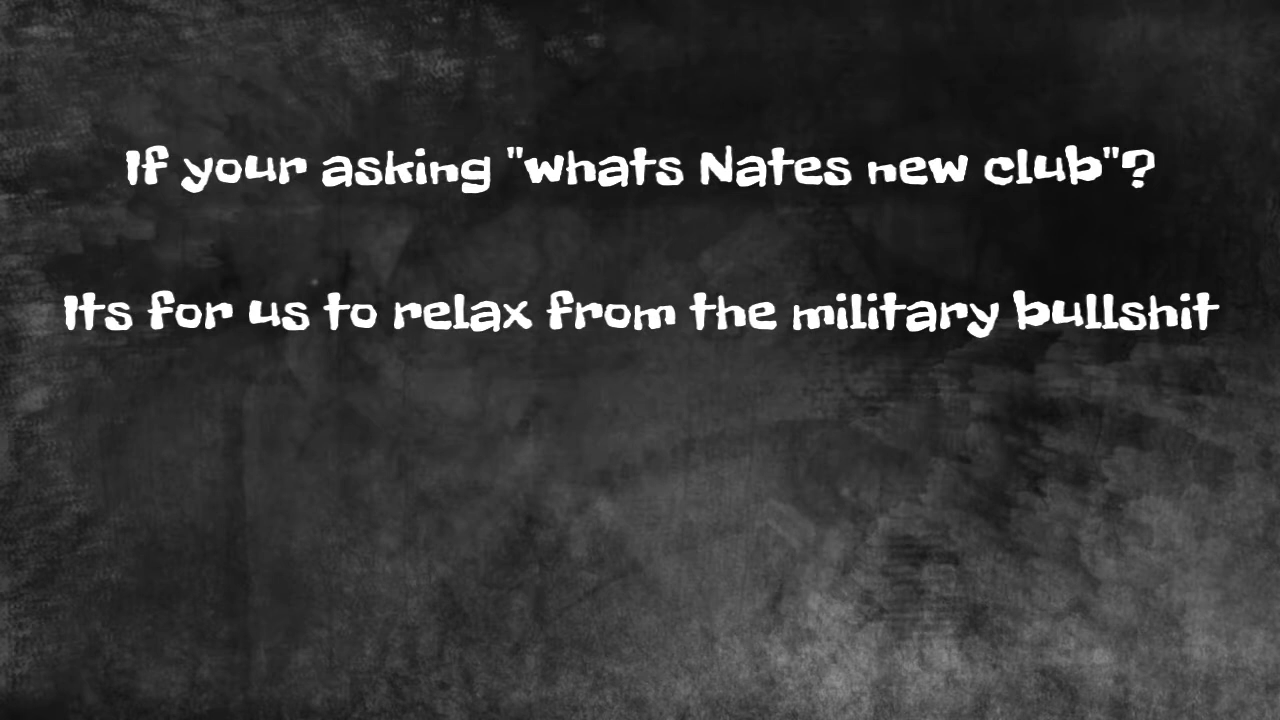 If your asking "whats Nates new club"?
Its for us to relax from the military bullshit